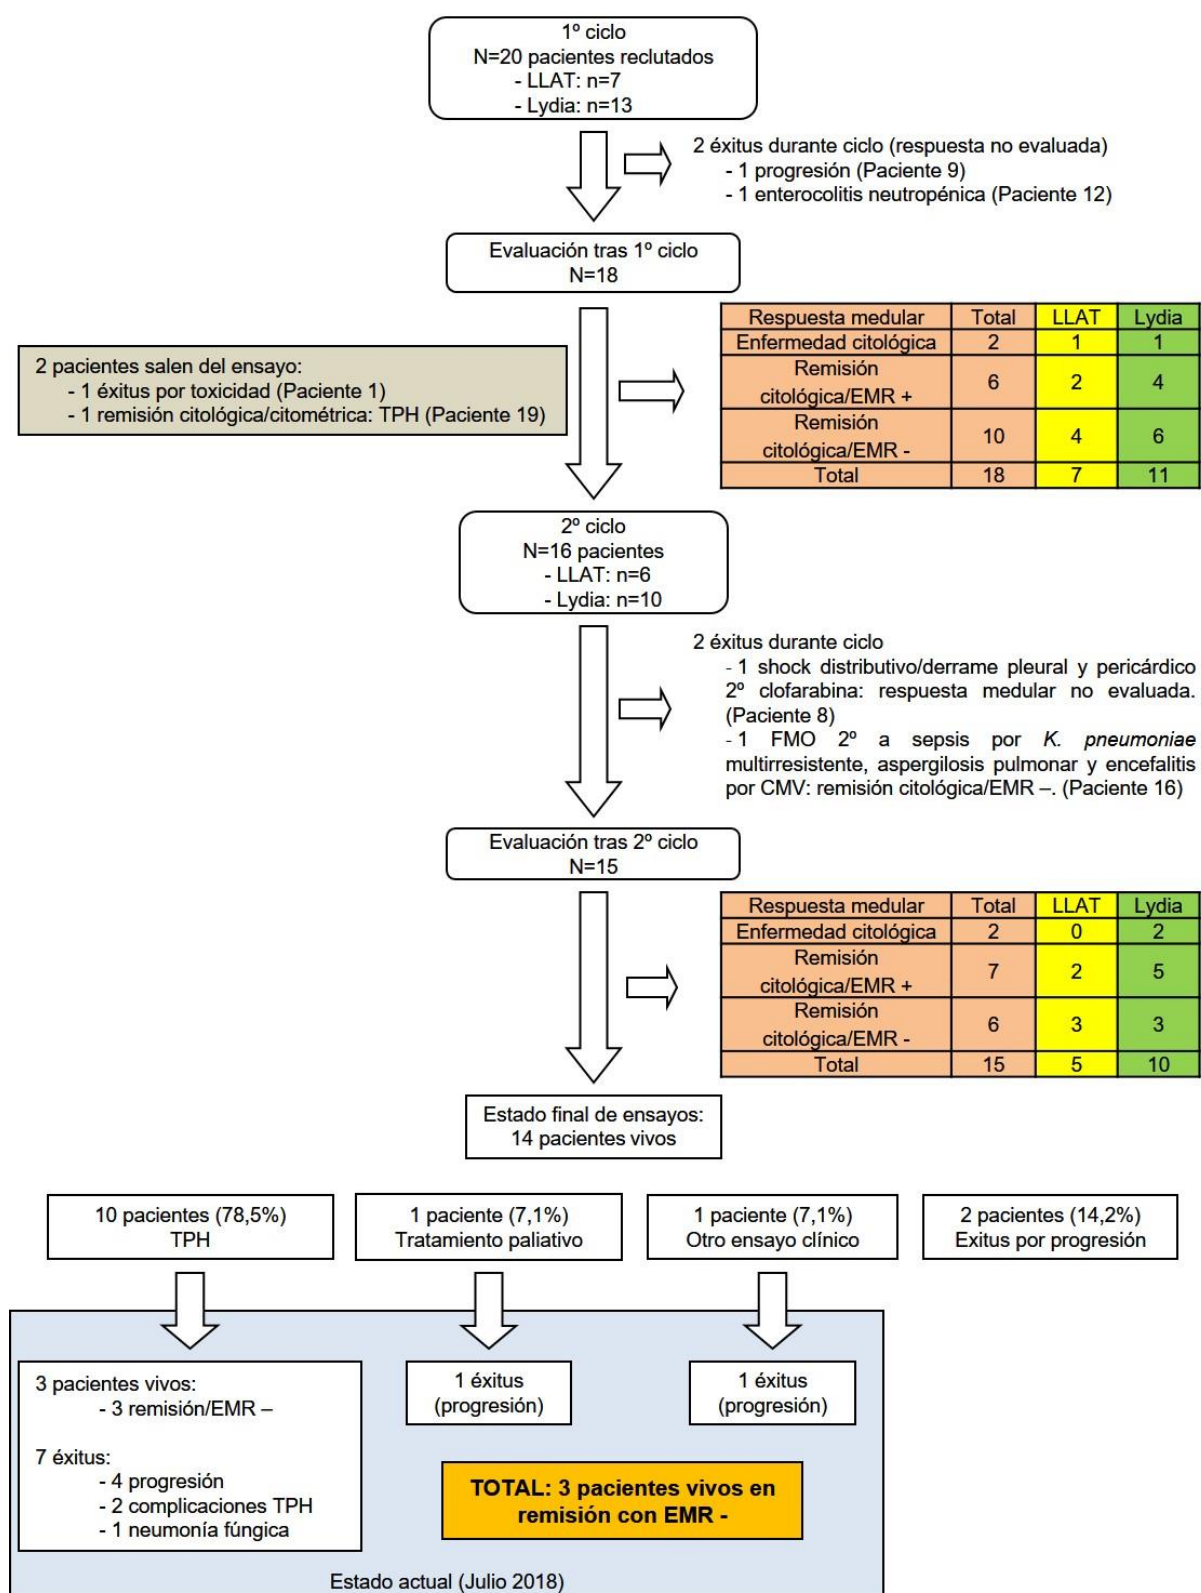 1º ciclo
N=20 pacientes reclutados
- LLAT: n=7
- Lydia: n=13
2 éxitus durante ciclo (respuesta no evaluada)
- 1 progresión (Paciente 9)
- 1 enterocolitis neutropénica (Paciente 12)
Evaluación tras 1º ciclo
N=18
2 pacientes salen del ensayo:
- 1 éxitus por toxicidad (Paciente 1)
- 1 remisión citológica/citométrica: TPH (Paciente 19)
Respuesta medular Total LLAT Lydia
Enfermedad citológica 2 1 1
Remisión
citológica/EMR + 6 2 4
Remisión
citológica/EMR - 10 4 6
Total 18 7 11
2º ciclo
N=16 pacientes
- LLAT: n=6
- Lydia: n=10
2 éxitus durante ciclo
- 1 shock distributivo/derrame pleural y pericárdico
2º clofarabina: respuesta medular no evaluada.
(Paciente 8)
- 1 FMO 2º a sepsis por K. pneumoniae
multirresistente, aspergilosis pulmonar y encefalitis
por CMV: remisión citológica/EMR –. (Paciente 16)
Evaluación tras 2º ciclo
N=15
Respuesta medular Total LLAT Lydia
Enfermedad citológica 2 0 2
Remisión
citológica/EMR + 7 2 5
Remisión
citológica/EMR - 6 3 3
Total 15 5 10
Estado final de ensayos:
14 pacientes vivos
10 pacientes (78,5%)
TPH
1 paciente (7,1%)
Tratamiento paliativo
1 paciente (7,1%)
Otro ensayo clínico
2 pacientes (14,2%)
Exitus por progresión
3 pacientes vivos:
- 3 remisión/EMR –
7 éxitus:
- 4 progresión
- 2 complicaciones TPH
- 1 neumonía fúngica
1 éxitus
(progresión)
1 éxitus
(progresión)
TOTAL: 3 pacientes vivos en
remisión con EMR -
Estado actual (Julio 2018)